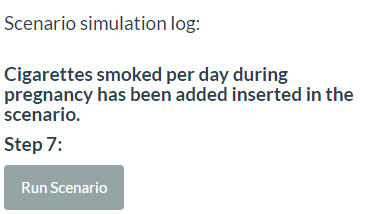 Scenario simulation log:
Cigarettes smoked per day during
pregnancy has been added inserted in the
scenario.
Step 7:
Run Scenario